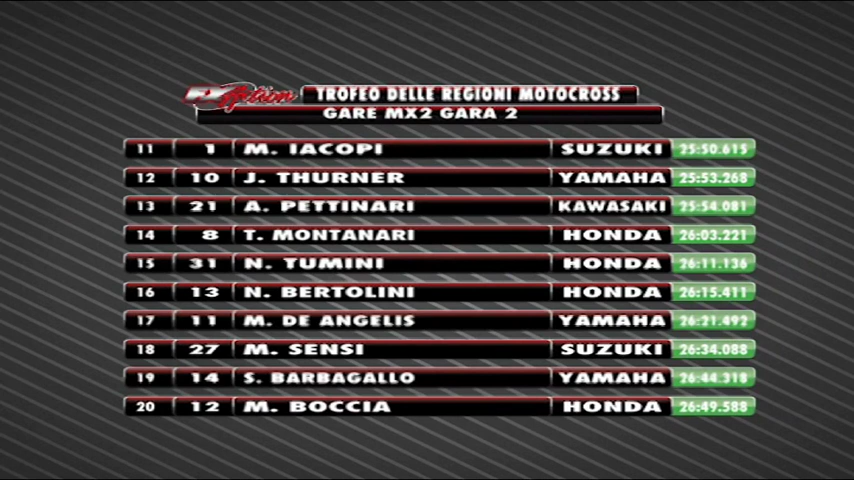 TROFEO DELLE REGIONI MOTOCROSS
GARE MX2 GARA 2
11 1 M. IACOPI SUZUKI 25:50.615
12 10 J. THURNER YAMAHA 25:53.268
13 21 A. PETTINARI KAWASAKI 25:54.081
14 8 T. MONTANARI HONDA 26:03.221
15 31 N. TUMINI HONDA 26:11.136
16 13 N. BERTOLINI HONDA 26:15.411
17 11 M. DE ANGELIS YAMAHA 26:21.492
18 27 M. SENSI SUZUKI 26:34.088
19 14 S. BARBAGALLO YAMAHA 26:44.318
20 12 M. BOCCIA HONDA 26:49.588